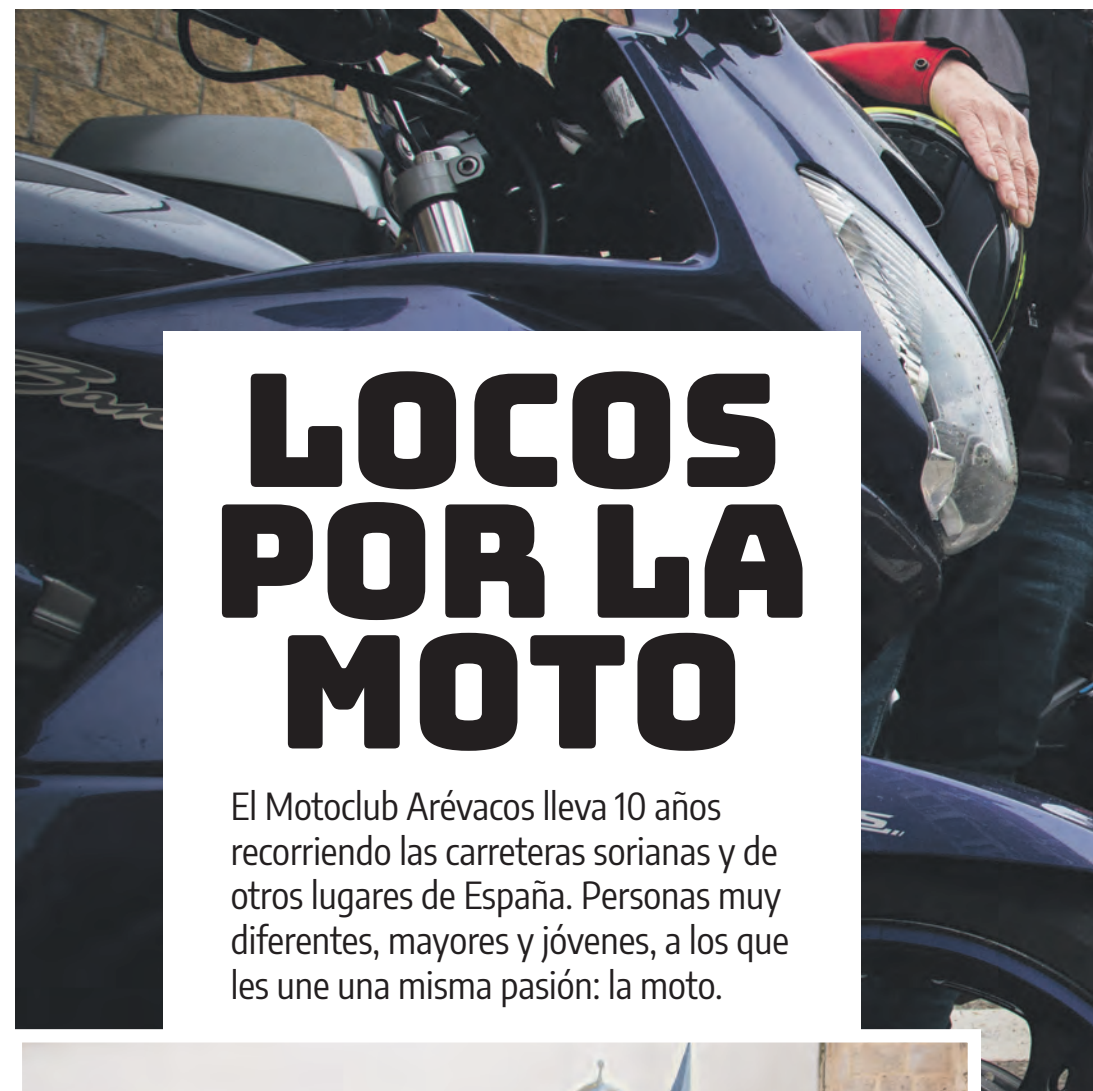 LOCOS
POR LA
MOTO
El Motoclub Arévacos lleva 10 años
recorriendo las carreteras sorianas y de
otros lugares de España. Personas muy
diferentes, mayores y jóvenes, a los que
les une una misma pasión: la moto.